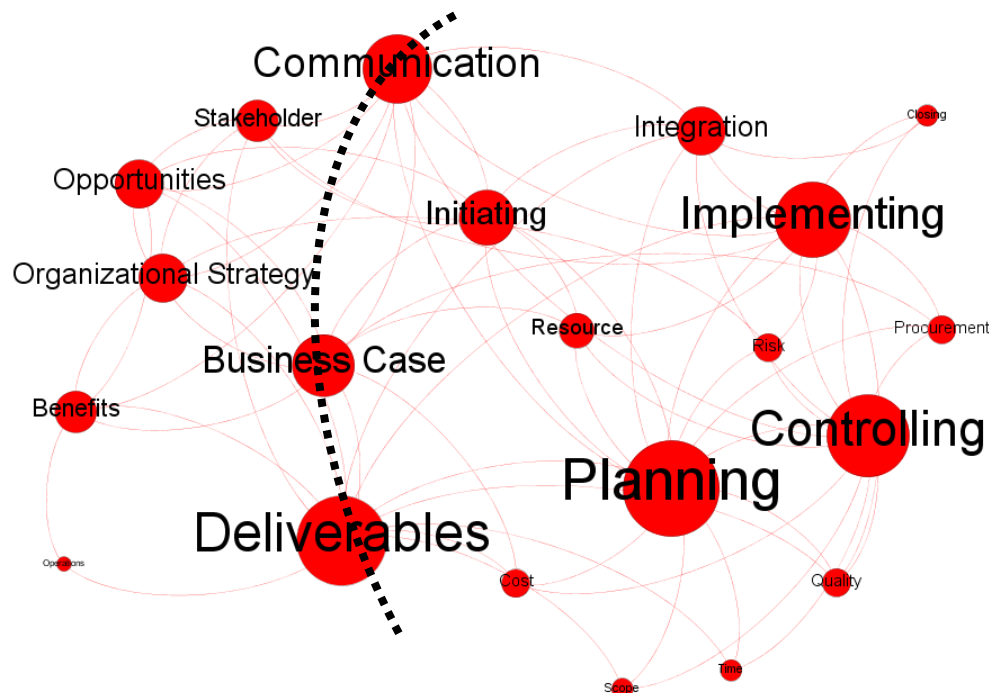 Communication
Stakeholder
Closing
Integration
Opportunities
Initiating
Implementing
Organizational Strategy
Resource
Procurement
Risk
Business Case
Benefits
Controlling
Planning
Deliverables
Operations
Cost
Quality
Time
Scope